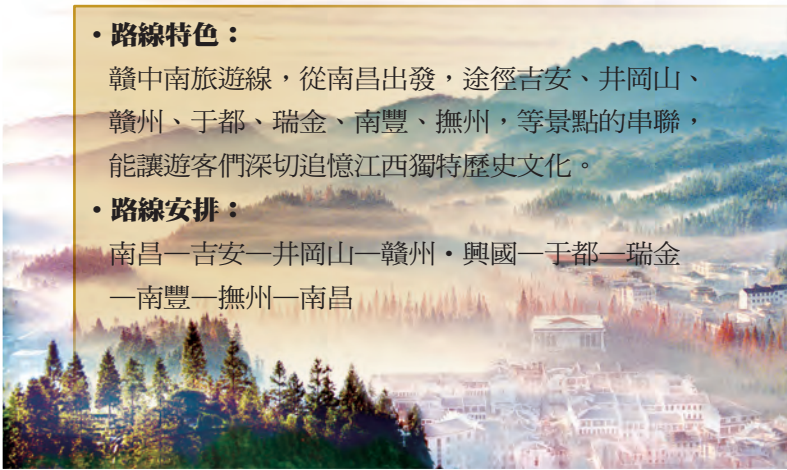 ・路線特色：
贛中南旅遊線，從南昌出發，途徑吉安、井岡山、
贛州、于都、瑞金、南豐、撫州，等景點的串聯，
能讓遊客們深切追憶江西獨特歷史文化。
・路線安排：
南昌—吉安—井岡山—贛州・興國—于都—瑞金
—南豐—撫州—南昌